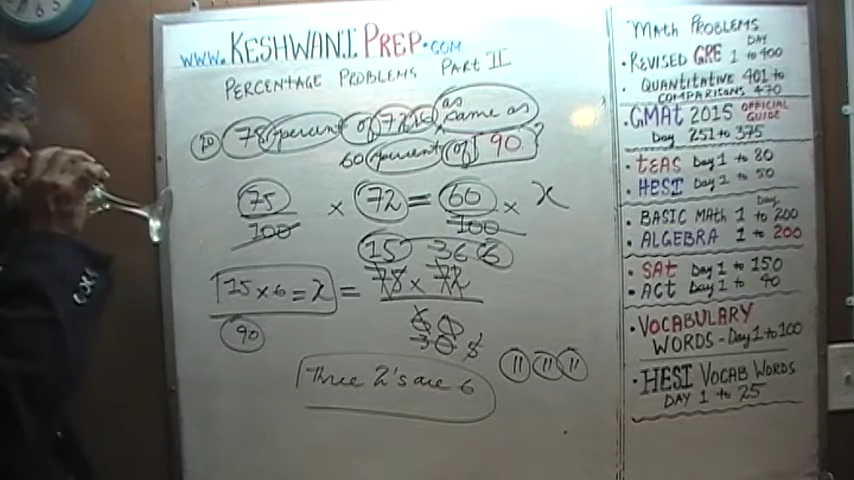 www.KESHWANI PREP.COM
PERCENTAGE PROBLEMS PART II
20 75 percent of 72 is as same as
60 percent of 90 ?
75/100 × 72 = 60/100 × x
15 36 6
15 × 6 = x = 75 × 72
90
Three 2's are 6
11 11 11
MATH PROBLEMS
DAY
• REVISED GRE 1 to 400
• QUANTITATIVE 401 to
COMPARISONS 470
• GMAT 2015 OFFICIAL GUIDE
Day 251 to 375
• TEAS Day 1 to 20
• HESI Day 1 to 50
Day
• BASIC MATH 1 to 200
• ALGEBRA 1 to 200
• SAT Day 1 to 150
• ACT Day 1 to 40
• VOCABULARY
WORDS - Day 1 to 100
• HESI VOCAB WORDS
DAY 1 to 25